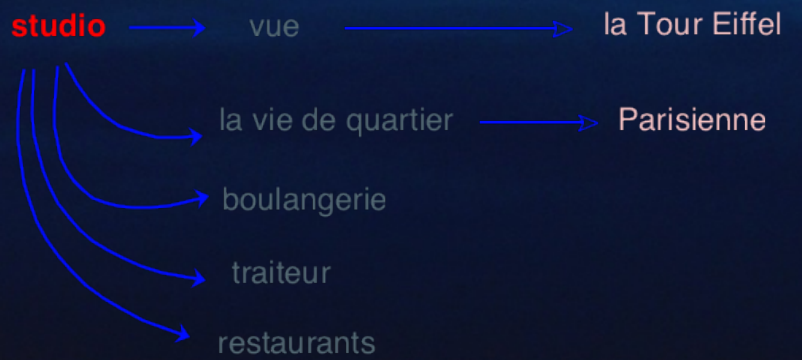 studio vue la Tour Eiffel
la vie de quartier Parisienne
boulangerie
traiteur
restaurants